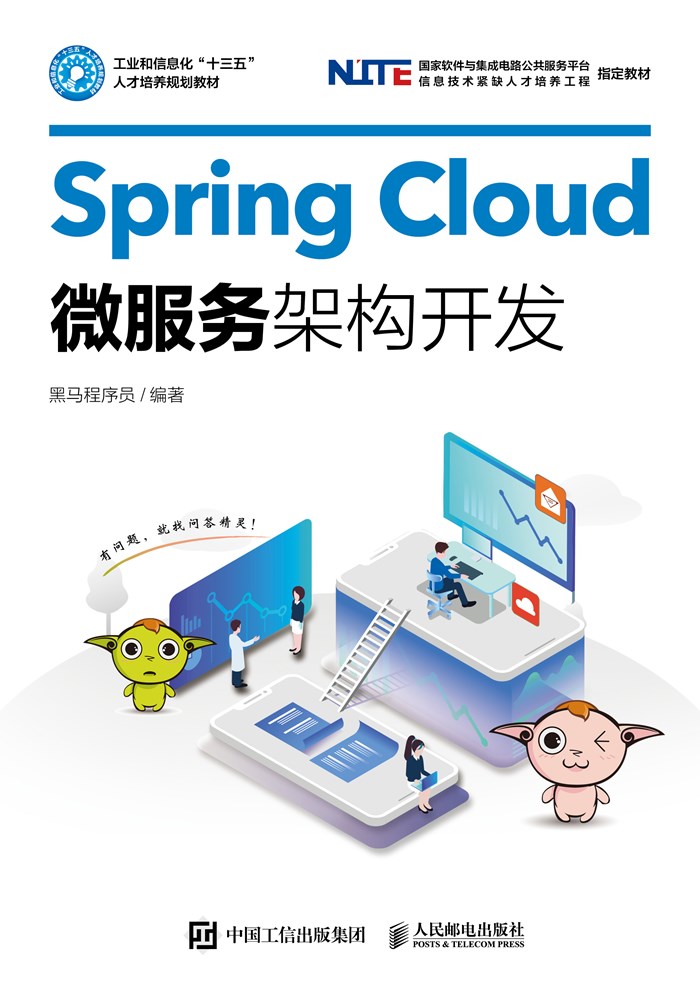 工业和信息化“十三五”
人才培养规划教材
NITE
国家软件与集成电路公共服务平台
信息技术紧缺人才培养工程
指定教材
Spring Cloud
微服务架构开发
黑马程序员 / 编著
有问题，就找问答精灵！
中国工信出版集团
人民邮电出版社
POSTS & TELECOM PRESS